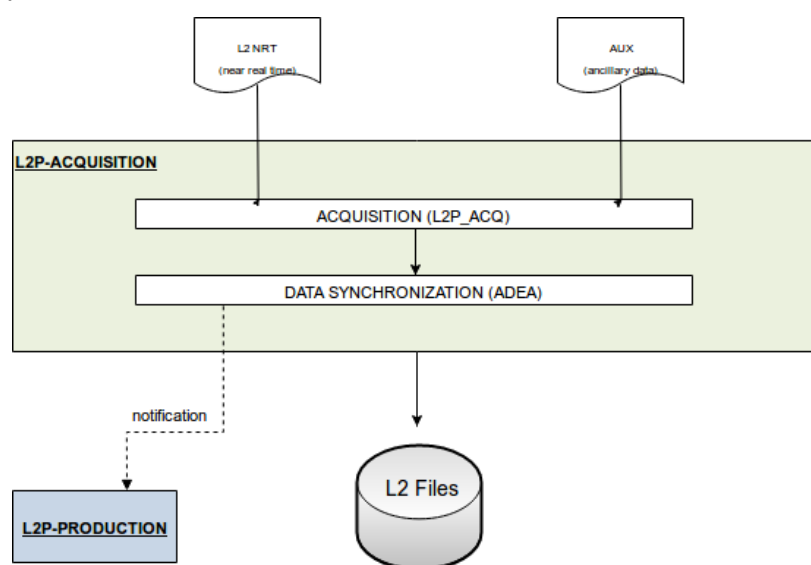 L2 NRT
(near real time)
AUX
(ancilliary data)
L2P-ACQUISITION
ACQUISITION (L2P_ACQ)
DATA SYNCHRONIZATION (ADEA)
notification
L2 Files
L2P-PRODUCTION